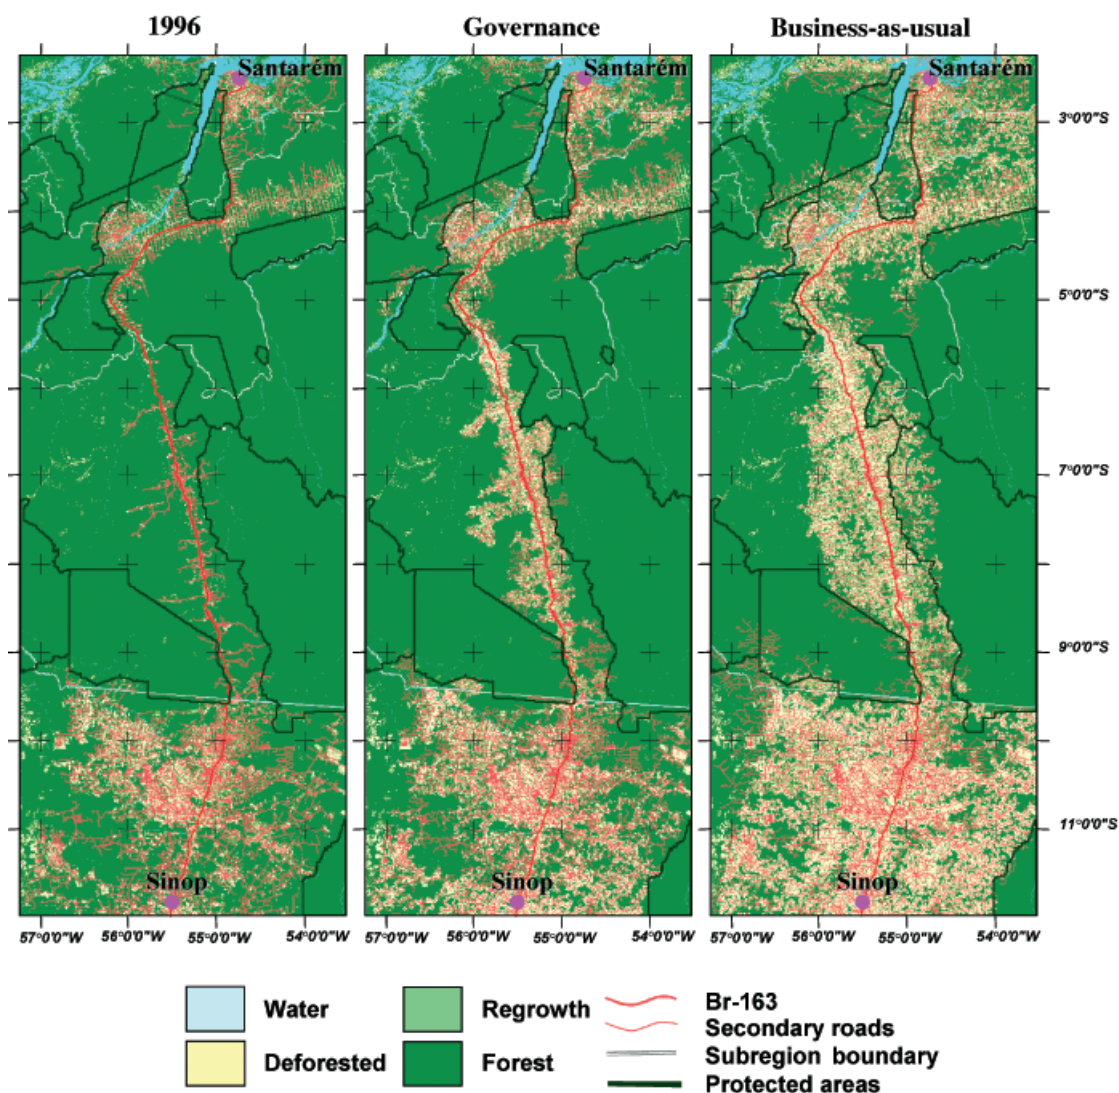 1996 Governance Business-as-usual
Santarém Santarém Santarém
3°0'0"S
5°0'0"S
7°0'0"S
9°0'0"S
11°0'0"S
Sinop Sinop Sinop
57°0'0"W 56°0'0"W 55°0'0"W 54°0'0"W 57°0'0"W 56°0'0"W 55°0'0"W 54°0'0"W 57°0'0"W 56°0'0"W 55°0'0"W 54°0'0"W
Water Regrowth Br-163
Secondary roads
Deforested Forest Subregion boundary
Protected areas